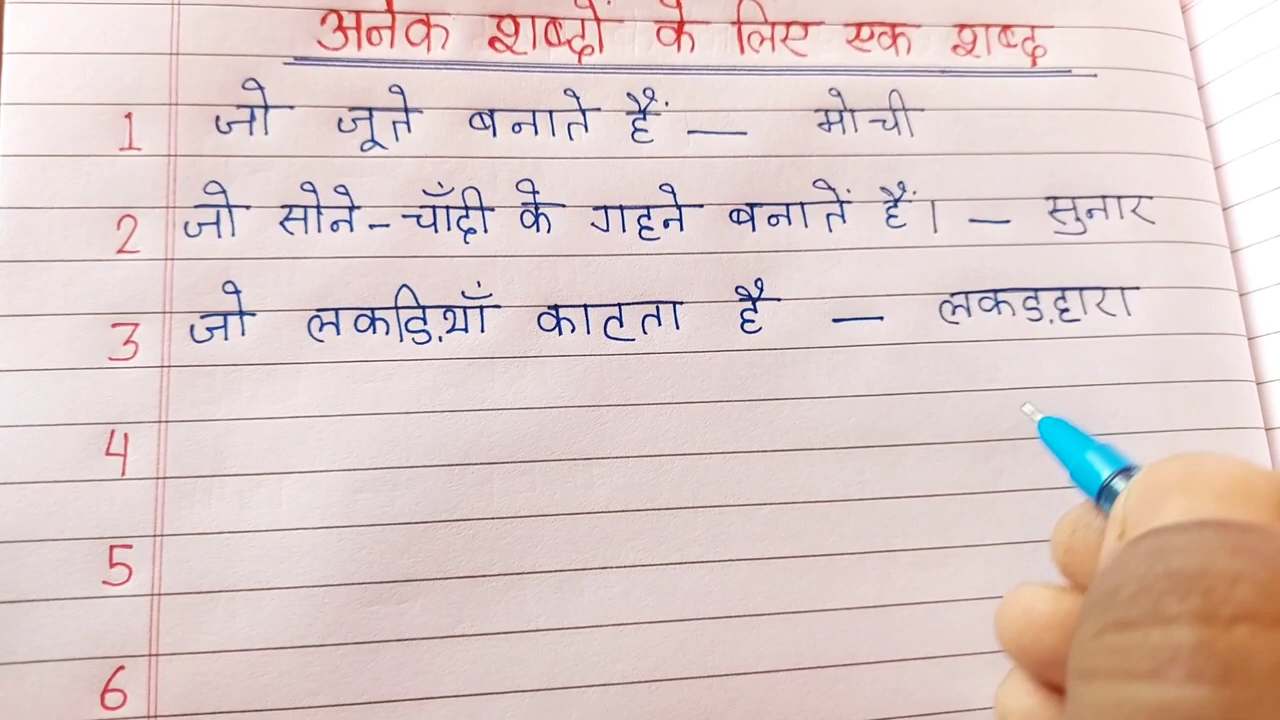 अनेक शब्दों के लिए एक शब्द
1 जो जूते बनाते हैं — मोची
2 जो सोने-चाँदी के गहने बनातें हैं। — सुनार
3 जो लकडि़याँ काटता है — लकड़हारा
4
5
6